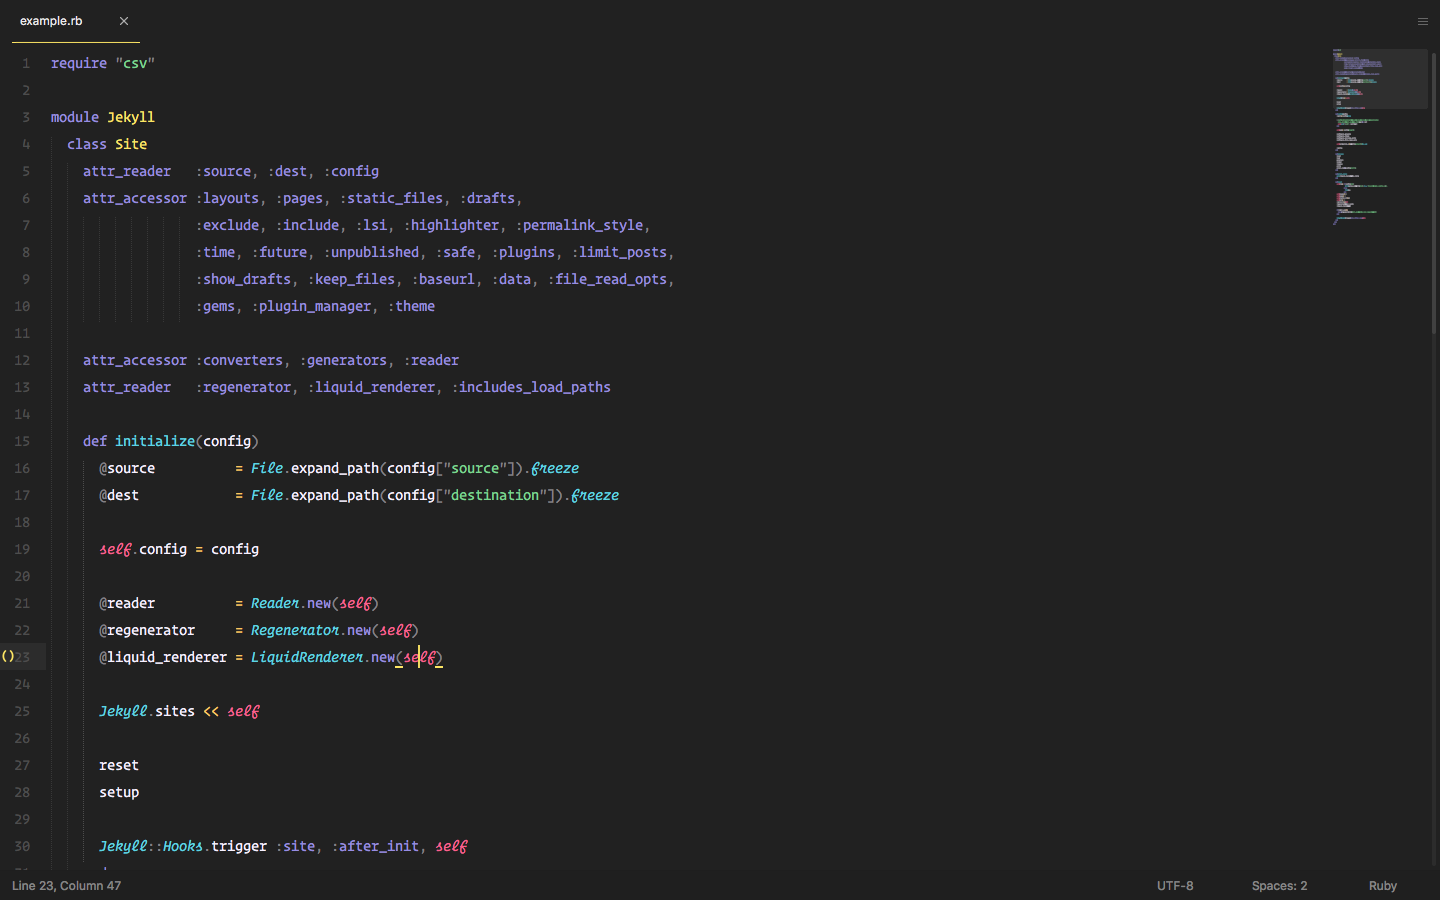 example.rb ×
1 require "csv"
2
3 module Jekyll
4 class Site
5 attr_reader :source, :dest, :config
6 attr_accessor :layouts, :pages, :static_files, :drafts,
7 :exclude, :include, :lsi, :highlighter, :permalink_style,
8 :time, :future, :unpublished, :safe, :plugins, :limit_posts,
9 :show_drafts, :keep_files, :baseurl, :data, :file_read_opts,
10 :gems, :plugin_manager, :theme
11
12 attr_accessor :converters, :generators, :reader
13 attr_reader :regenerator, :liquid_renderer, :includes_load_paths
14
15 def initialize(config)
16 @source = File.expand_path(config["source"]).freeze
17 @dest = File.expand_path(config["destination"]).freeze
18
19 self.config = config
20
21 @reader = Reader.new(self)
22 @regenerator = Regenerator.new(self)
()23 @liquid_renderer = LiquidRenderer.new(self)
24
25 Jekyll.sites << self
26
27 reset
28 setup
29
30 Jekyll::Hooks.trigger :site, :after_init, self
Line 23, Column 47 UTF-8 Spaces: 2 Ruby